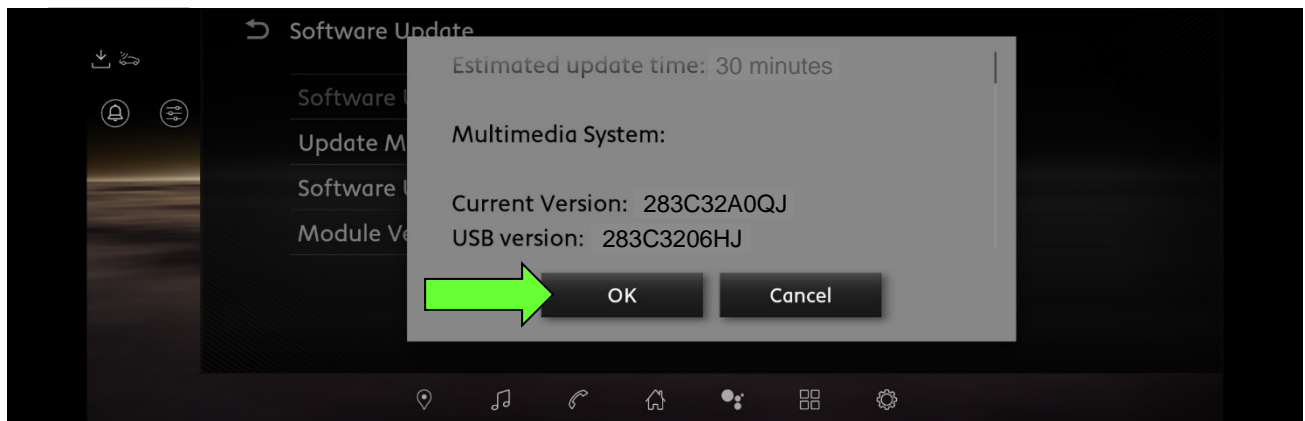 Software Update
Estimated update time: 30 minutes
Software U
Multimedia System:
Update M
Software U
Current Version: 283C32A0QJ
Module Ve
USB version: 283C3206HJ
OK
Cancel